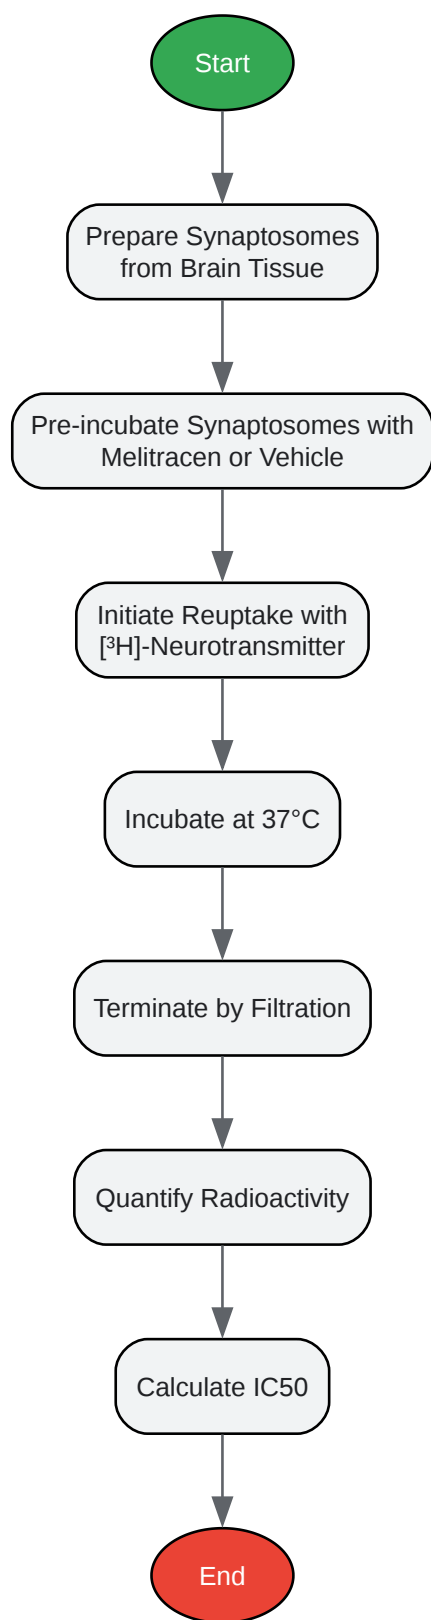 Start
Prepare Synaptosomes
from Brain Tissue
Pre-incubate Synaptosomes with
Melitracen or Vehicle
Initiate Reuptake with
[³H]-Neurotransmitter
Incubate at 37°C
Terminate by Filtration
Quantify Radioactivity
Calculate IC50
End